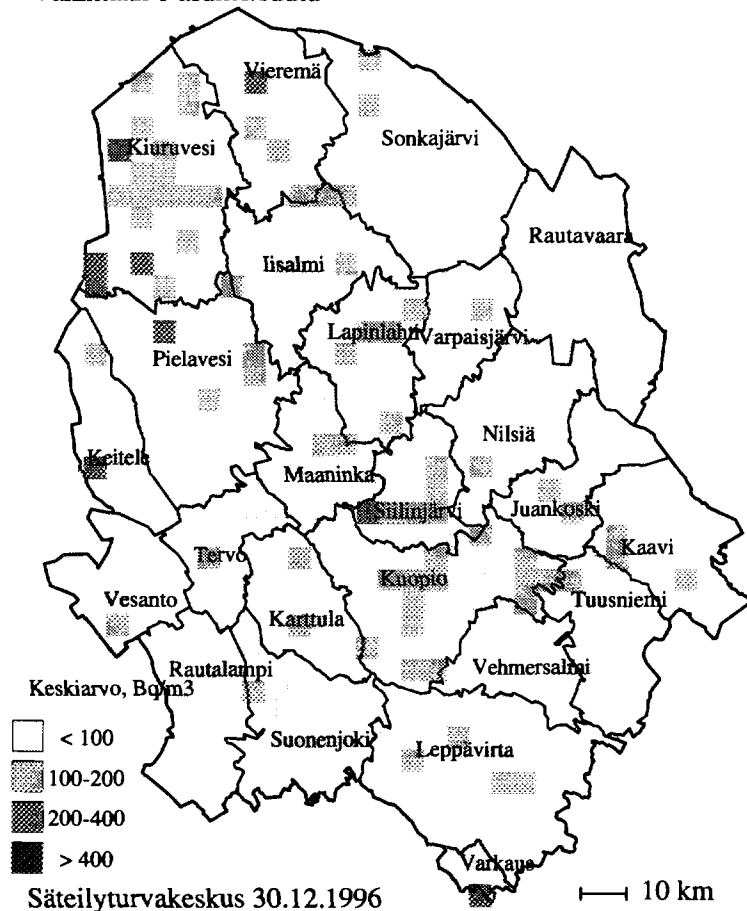 Vieremä
Sonkajärvi
Kiuruvesi
Rautavaara
Iisalmi
Lapinlahti
Varpaisjärvi
Pielavesi
Nilsiä
Keitele
Maaninka
Siilinjärvi
Juankoski
Kaavi
Tervo
Kuopio
Vesanto
Karttula
Tuusniemi
Rautalampi
Vehmersalmi
Keskiarvo, Bq/m3
< 100
Suonenjoki
Leppävirta
100-200
200-400
> 400
Varkaus
Säteilyturvakeskus 30.12.1996
10 km